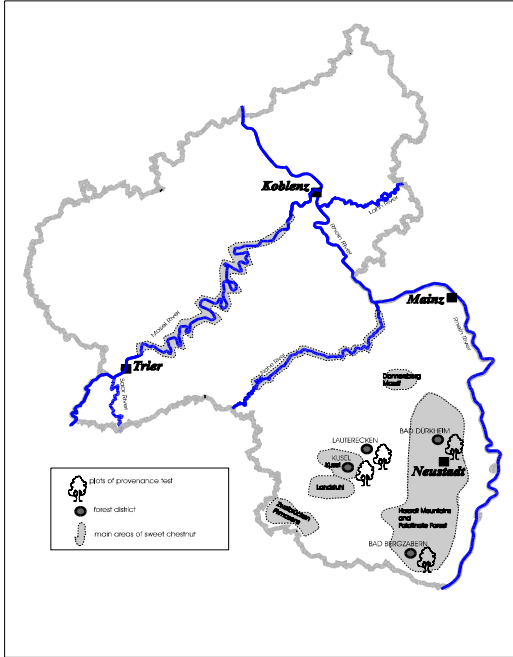 Koblenz
Lahn River
Rhein River
Mosel River
Mainz
Rhein River
Trier
Saar River
Donnersberg
Massif
LAUTERECKEN
BAD DÜRKHEIM
KUSEL
Kusel
Neustadt
Landstuhl
Haardt Mountains
and
Palatinate Forest
Pirmasens
BAD BERGZABERN
plots of provenance test
forest district
main areas of sweet chestnut